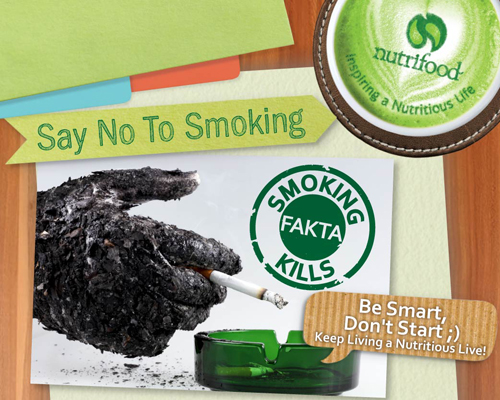 nutrifood
Inspiring a Nutritious Life
Say No To Smoking
SMOKING
FAKTA
KILLS
Be Smart,
Don't Start ;)
Keep Living a Nutritious Live!